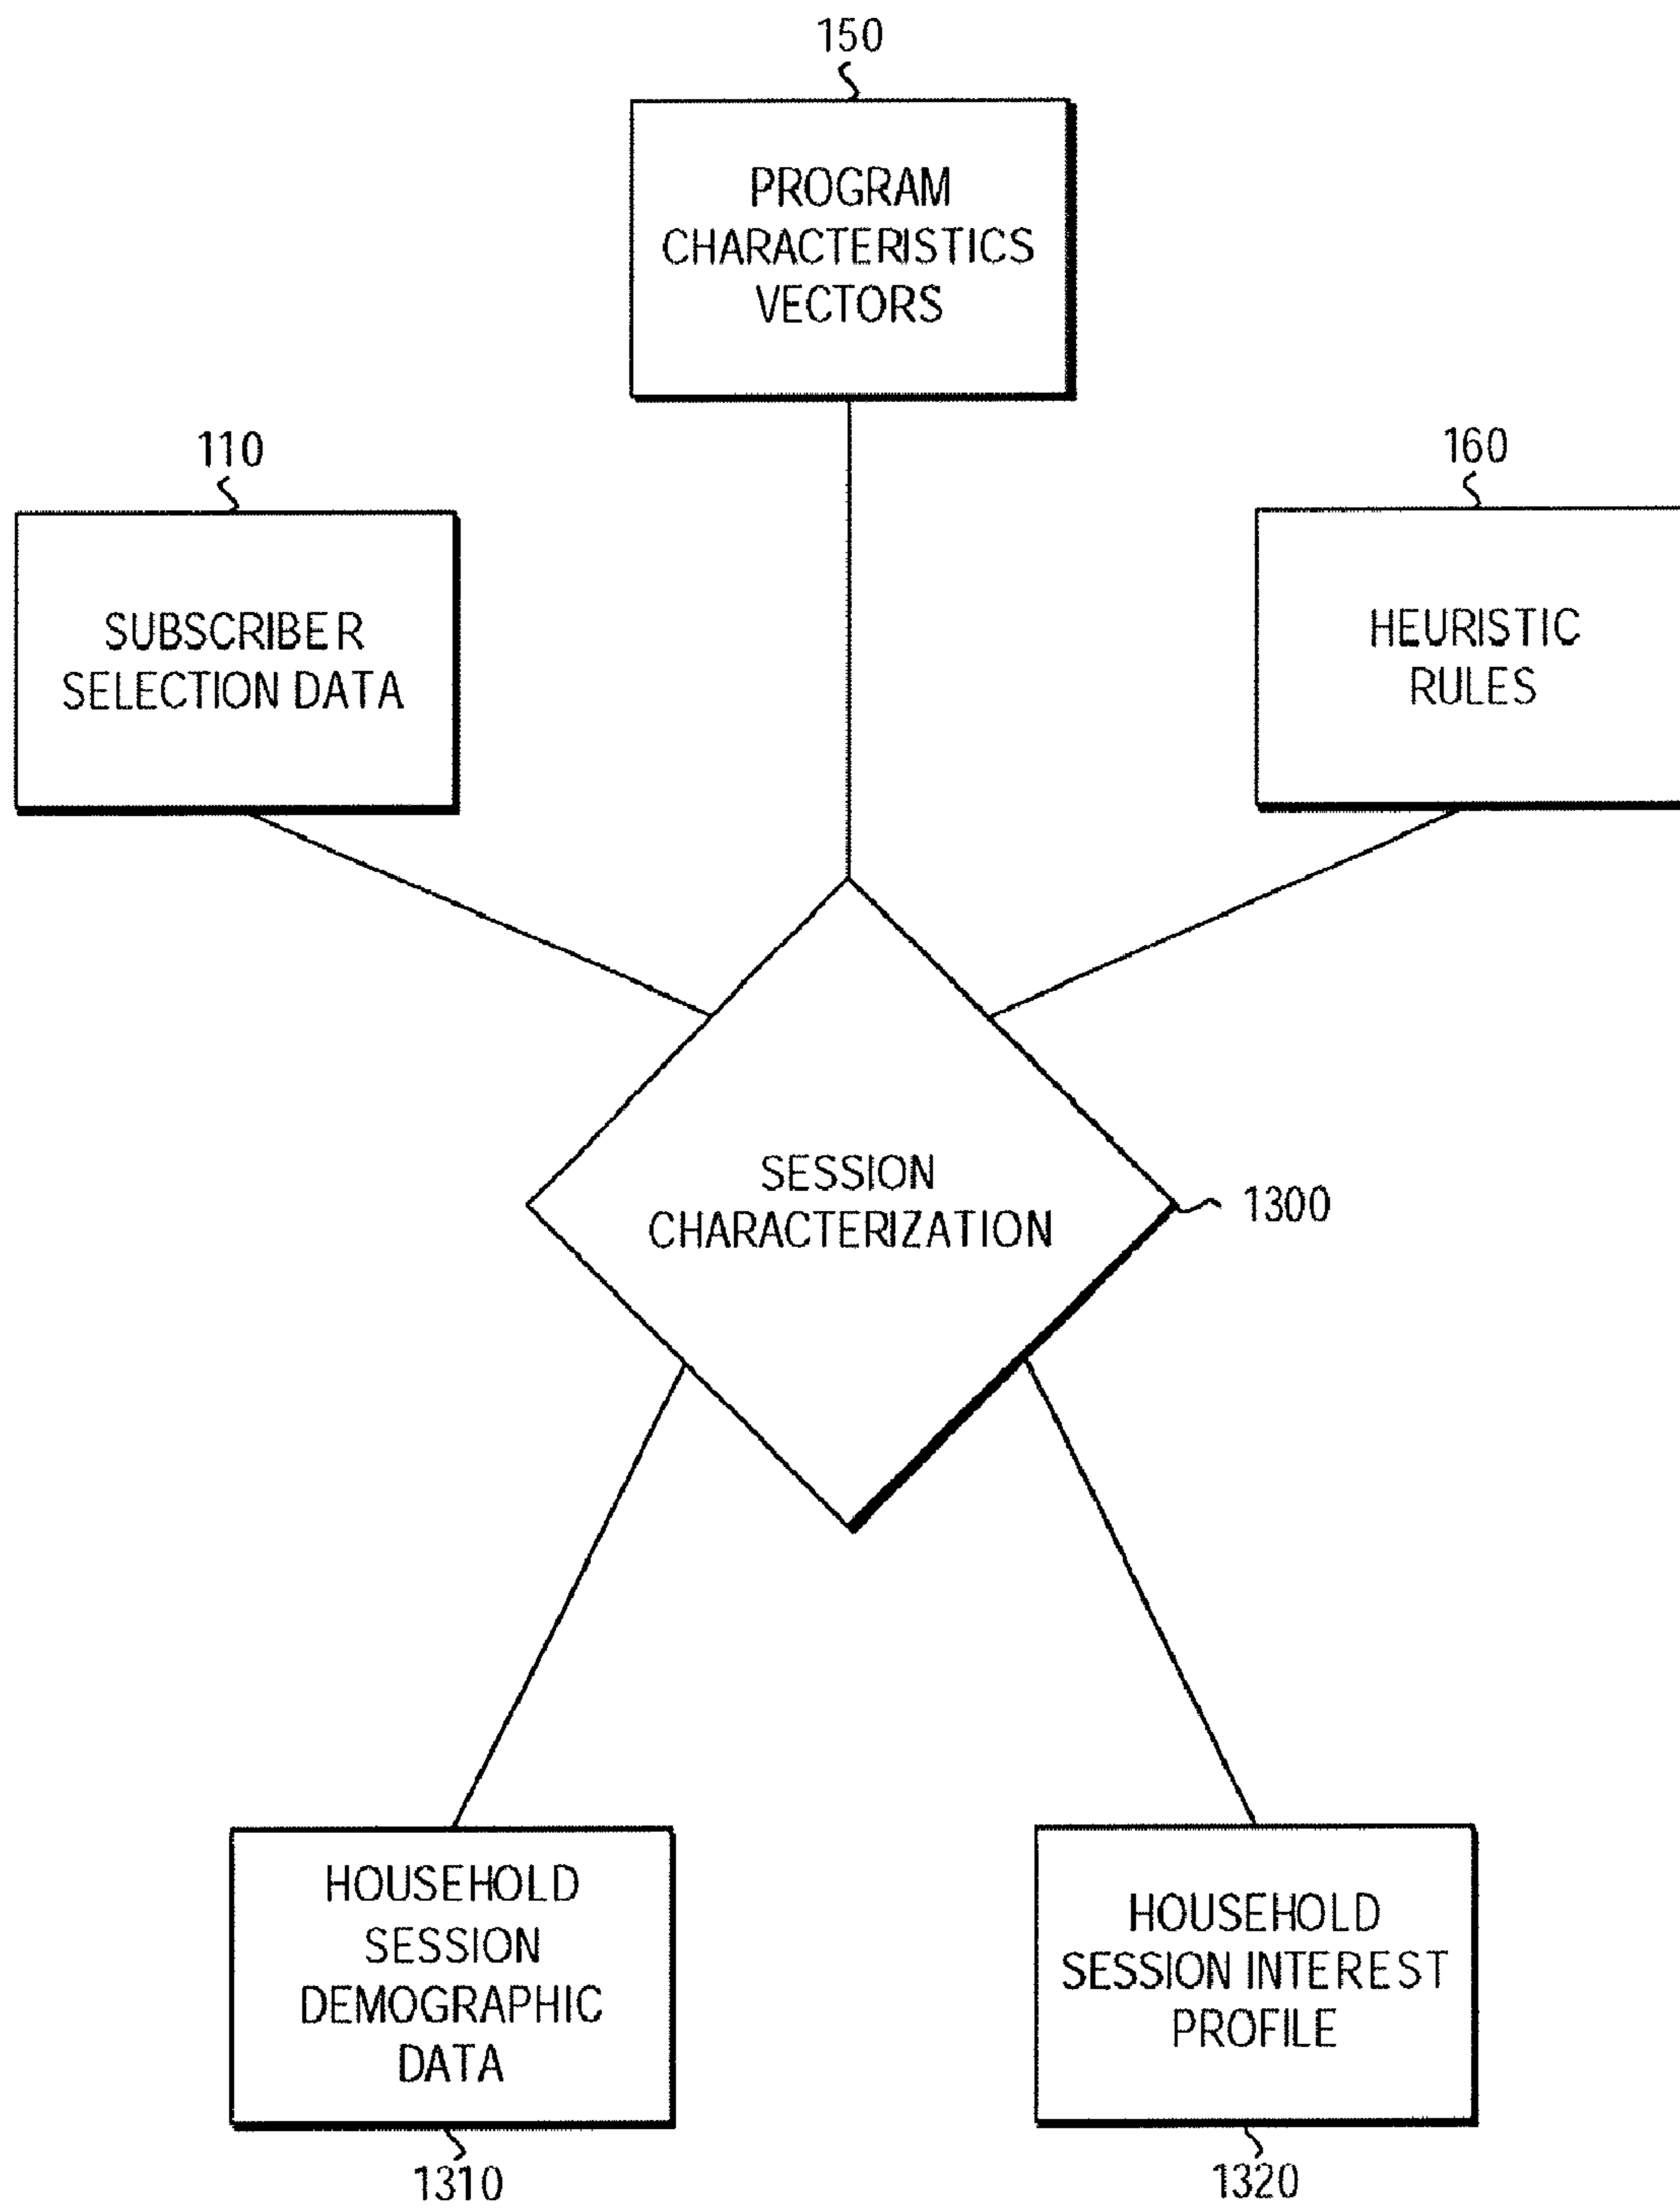 150
PROGRAM
CHARACTERISTICS
VECTORS
110
SUBSCRIBER
SELECTION DATA
160
HEURISTIC
RULES
SESSION
CHARACTERIZATION
1300
HOUSEHOLD
SESSION
DEMOGRAPHIC
DATA
1310
HOUSEHOLD
SESSION INTEREST
PROFILE
1320